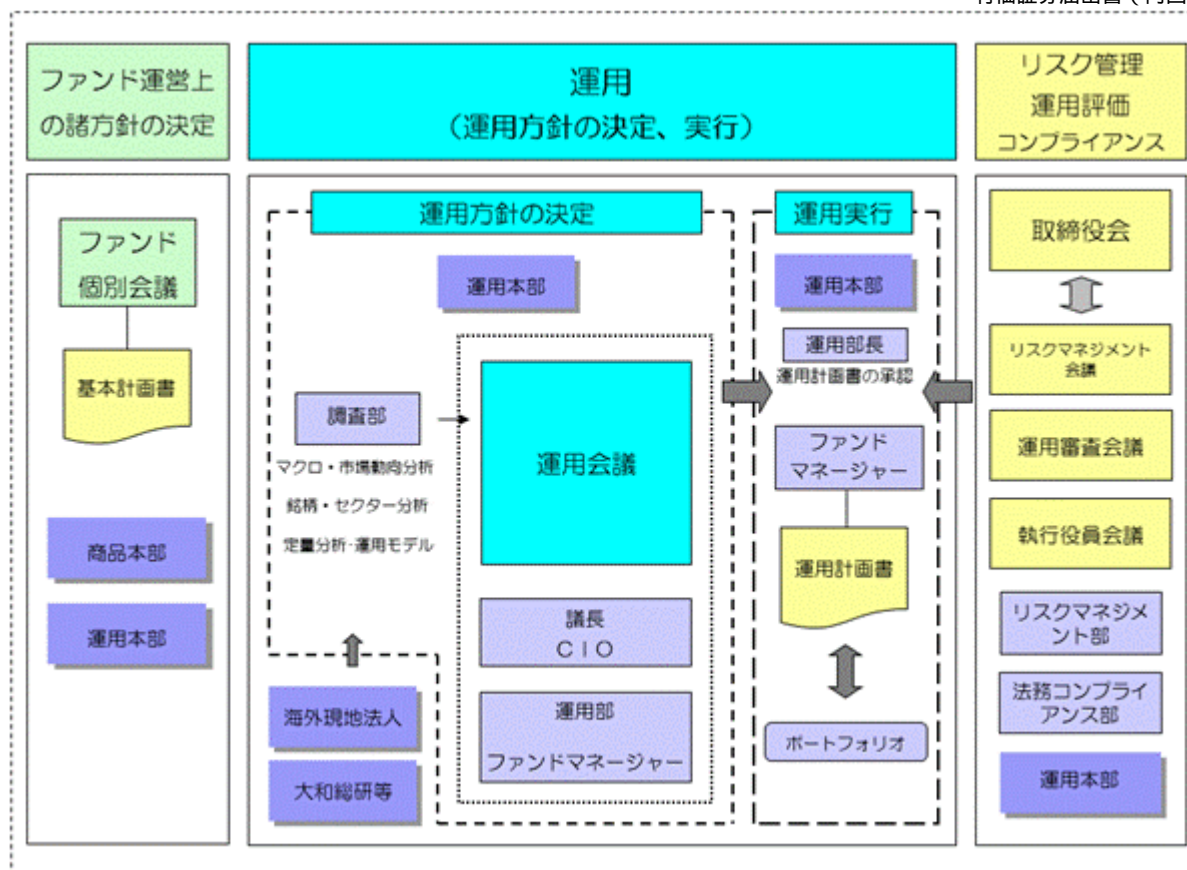 ファンド運営上
の諸方針の決定
運用
（運用方針の決定、実行）
リスク管理
運用評価
コンプライアンス
ファンド
個別会議
基本計画書
商品本部
運用本部
運用方針の決定
運用本部
調査部
マクロ・市場動向分析
銘柄・セクター分析
定量分析･運用モデル
海外現地法人
大和総研等
運用会議
議長
ＣＩＯ
運用部
ファンドマネージャー
運用実行
運用本部
運用部長
運用計画書の承認
ファンド
マネージャー
運用計画書
ポートフォリオ
取締役会
リスクマネジメント
会議
運用審査会議
執行役員会議
リスクマネジメ
ント部
法務コンプライ
アンス部
運用本部